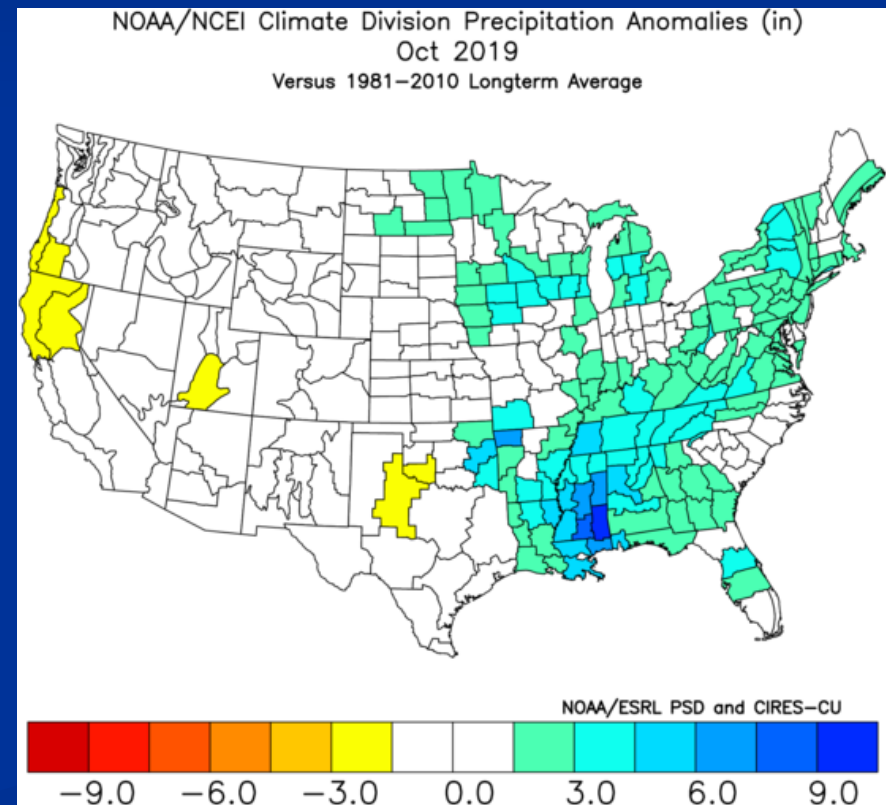 NOAA/NCEI Climate Division Precipitation Anomalies (in)
Oct 2019
Versus 1981−2010 Longterm Average
NOAA/ESRL PSD and CIRES−CU
−9.0 −6.0 −3.0 0.0 3.0 6.0 9.0